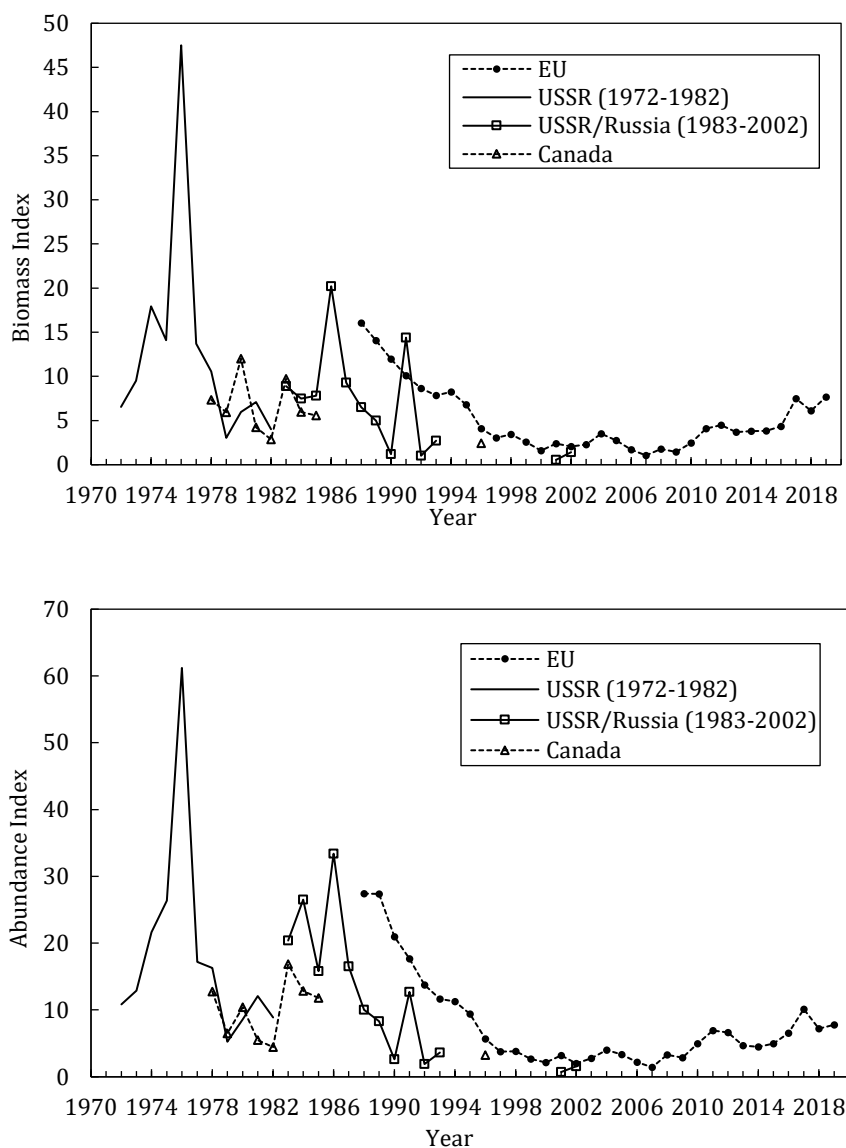 50
45
40
35
30
25
20
15
10
5
0
Biomass Index
EU
USSR (1972-1982)
USSR/Russia (1983-2002)
Canada
1970 1974 1978 1982 1986 1990 1994 1998 2002 2006 2010 2014 2018
Year
70
60
50
40
30
20
10
0
Abundance Index
EU
USSR (1972-1982)
USSR/Russia (1983-2002)
Canada
1970 1974 1978 1982 1986 1990 1994 1998 2002 2006 2010 2014 2018
Year